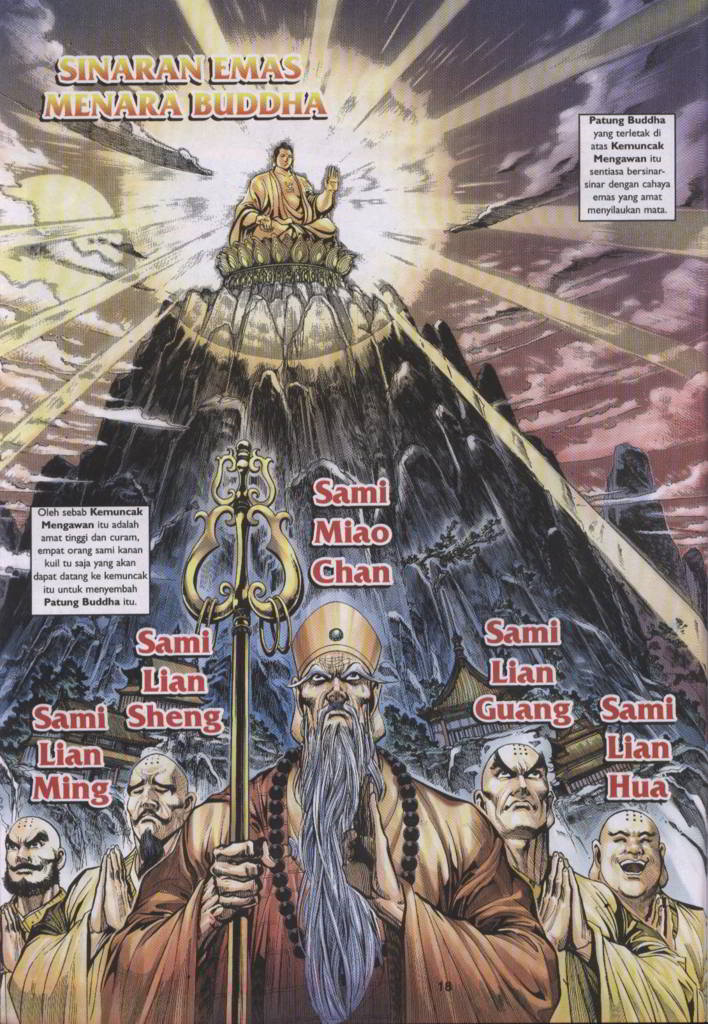 SINARAN EMAS
MENARA BUDDHA
Patung Buddha
yang terletak di
atas Kemuncak
Mengawan itu
sentiasa bersinar-
sinar dengan cahaya
emas yang amat
menyilaukan mata.
Oleh sebab Kemuncak
Mengawan itu adalah
amat tinggi dan curam,
empat orang sami kanan
kuil tu saja yang akan
dapat datang ke kemuncak
itu untuk menyembah
Patung Buddha itu.
Sami
Miao
Chan
Sami
Lian
Sheng
Sami
Lian
Guang
Sami
Lian
Ming
Sami
Lian
Hua
18